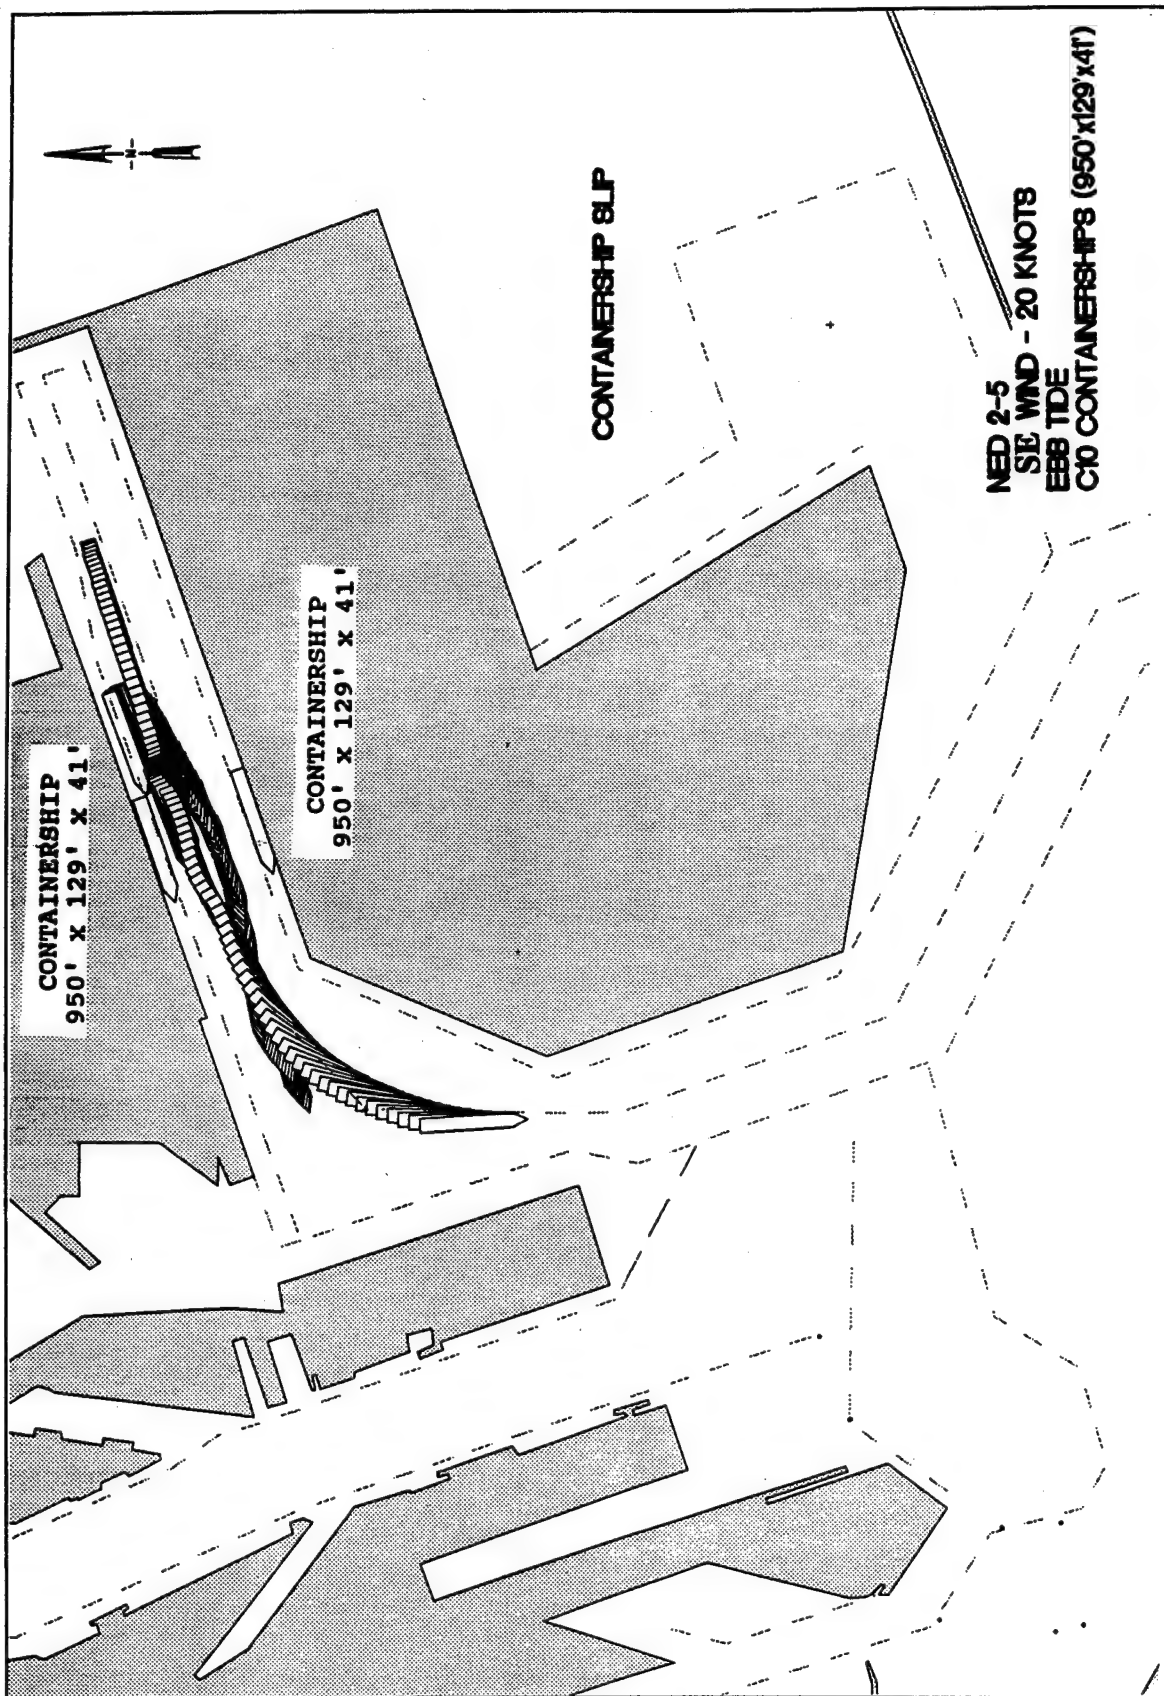 CONTAINERSHIP
950' x 129' x 41'
CONTAINERSHIP
950' x 129' x 41'
CONTAINERSHIP SLIP
NED 2-5
SE WIND - 20 KNOTS
EBB TIDE
C10 CONTAINERSHIPS (950'x129'x41')
N